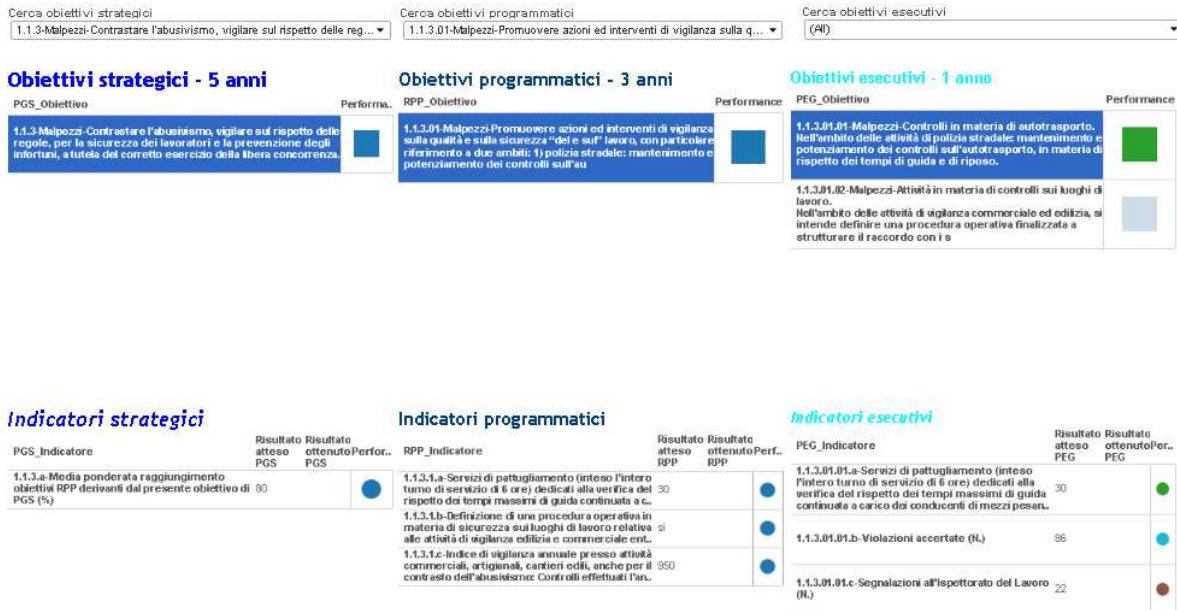 Cerca obiettivi strategici
1.1.3-Malpezzi-Contrastare l'abusivismo, vigilare sul rispetto delle reg...
Cerca obiettivi programmatici
1.1.3.01-Malpezzi-Promuovere azioni ed interventi di vigilanza sulla q...
Cerca obiettivi esecutivi
(All)
Obiettivi strategici - 5 anni
PGS_Obiettivo Performa..
1.1.3-Malpezzi-Contrastare l'abusivismo, vigilare sul rispetto delle
regole, per la sicurezza dei lavoratori e la prevenzione degli
infortuni, a tutela del corretto esercizio della libera concorrenza.
Obiettivi programmatici - 3 anni
RPP_Obiettivo Performance
1.1.3.01-Malpezzi-Promuovere azioni ed interventi di vigilanza
sulla qualità e sulla sicurezza "del e sul" lavoro, con particolare
riferimento a due ambiti: 1) polizia stradale: mantenimento e
potenziamento dei controlli sull'au
Obiettivi esecutivi - 1 anno
PEG_Obiettivo Performance
1.1.3.01.01-Malpezzi-Controlli in materia di autotrasporto.
Nell'ambito delle attività di polizia stradale: mantenimento e
potenziamento dei controlli sull'autotrasporto, in materia di
rispetto dei tempi di guida e di riposo.
1.1.3.01.02-Malpezzi-Attività in materia di controlli sui luoghi di
lavoro.
Nell'ambito delle attività di vigilanza commerciale ed edilizia, si
intende definire una procedura operativa finalizzata a
strutturare il raccordo con i s
Indicatori strategici
PGS_Indicatore
Risultato atteso PGS
Risultato ottenuto PGS
Perfor..
1.1.3.a-Media ponderata raggiungimento
obiettivi RPP derivanti dal presente obiettivo di 80
PGS (%)
Indicatori programmatici
RPP_Indicatore
Risultato atteso RPP
Risultato ottenuto RPP
Perf..
1.1.3.1.a-Servizi di pattugliamento (inteso l'intero
turno di servizio di 6 ore) dedicati alla verifica del 30
rispetto dei tempi massimi di guida continuata a c..
1.1.3.1.b-Definizione di una procedura operativa in
materia di sicurezza sui luoghi di lavoro relativa si
alle attività di vigilanza edilizia e commerciale ent..
1.1.3.1.c-Indice di vigilanza annuale presso attività
commerciali, artigianali, cantieri edili, anche per il 950
contrasto dell'abusivismo: Controlli effettuati l'an..
Indicatori esecutivi
PEG_Indicatore
Risultato atteso PEG
Risultato ottenuto PEG
Per...
1.1.3.01.01.a-Servizi di pattugliamento (inteso
l'intero turno di servizio di 6 ore) dedicati alla
verifica del rispetto dei tempi massimi di guida 30
continuata a carico dei conducenti di mezzi pesan..
1.1.3.01.01.b-Violazioni accertate (N.) 86
1.1.3.01.01.c-Segnalazioni all'Ispettorato del Lavoro 22
(N.)